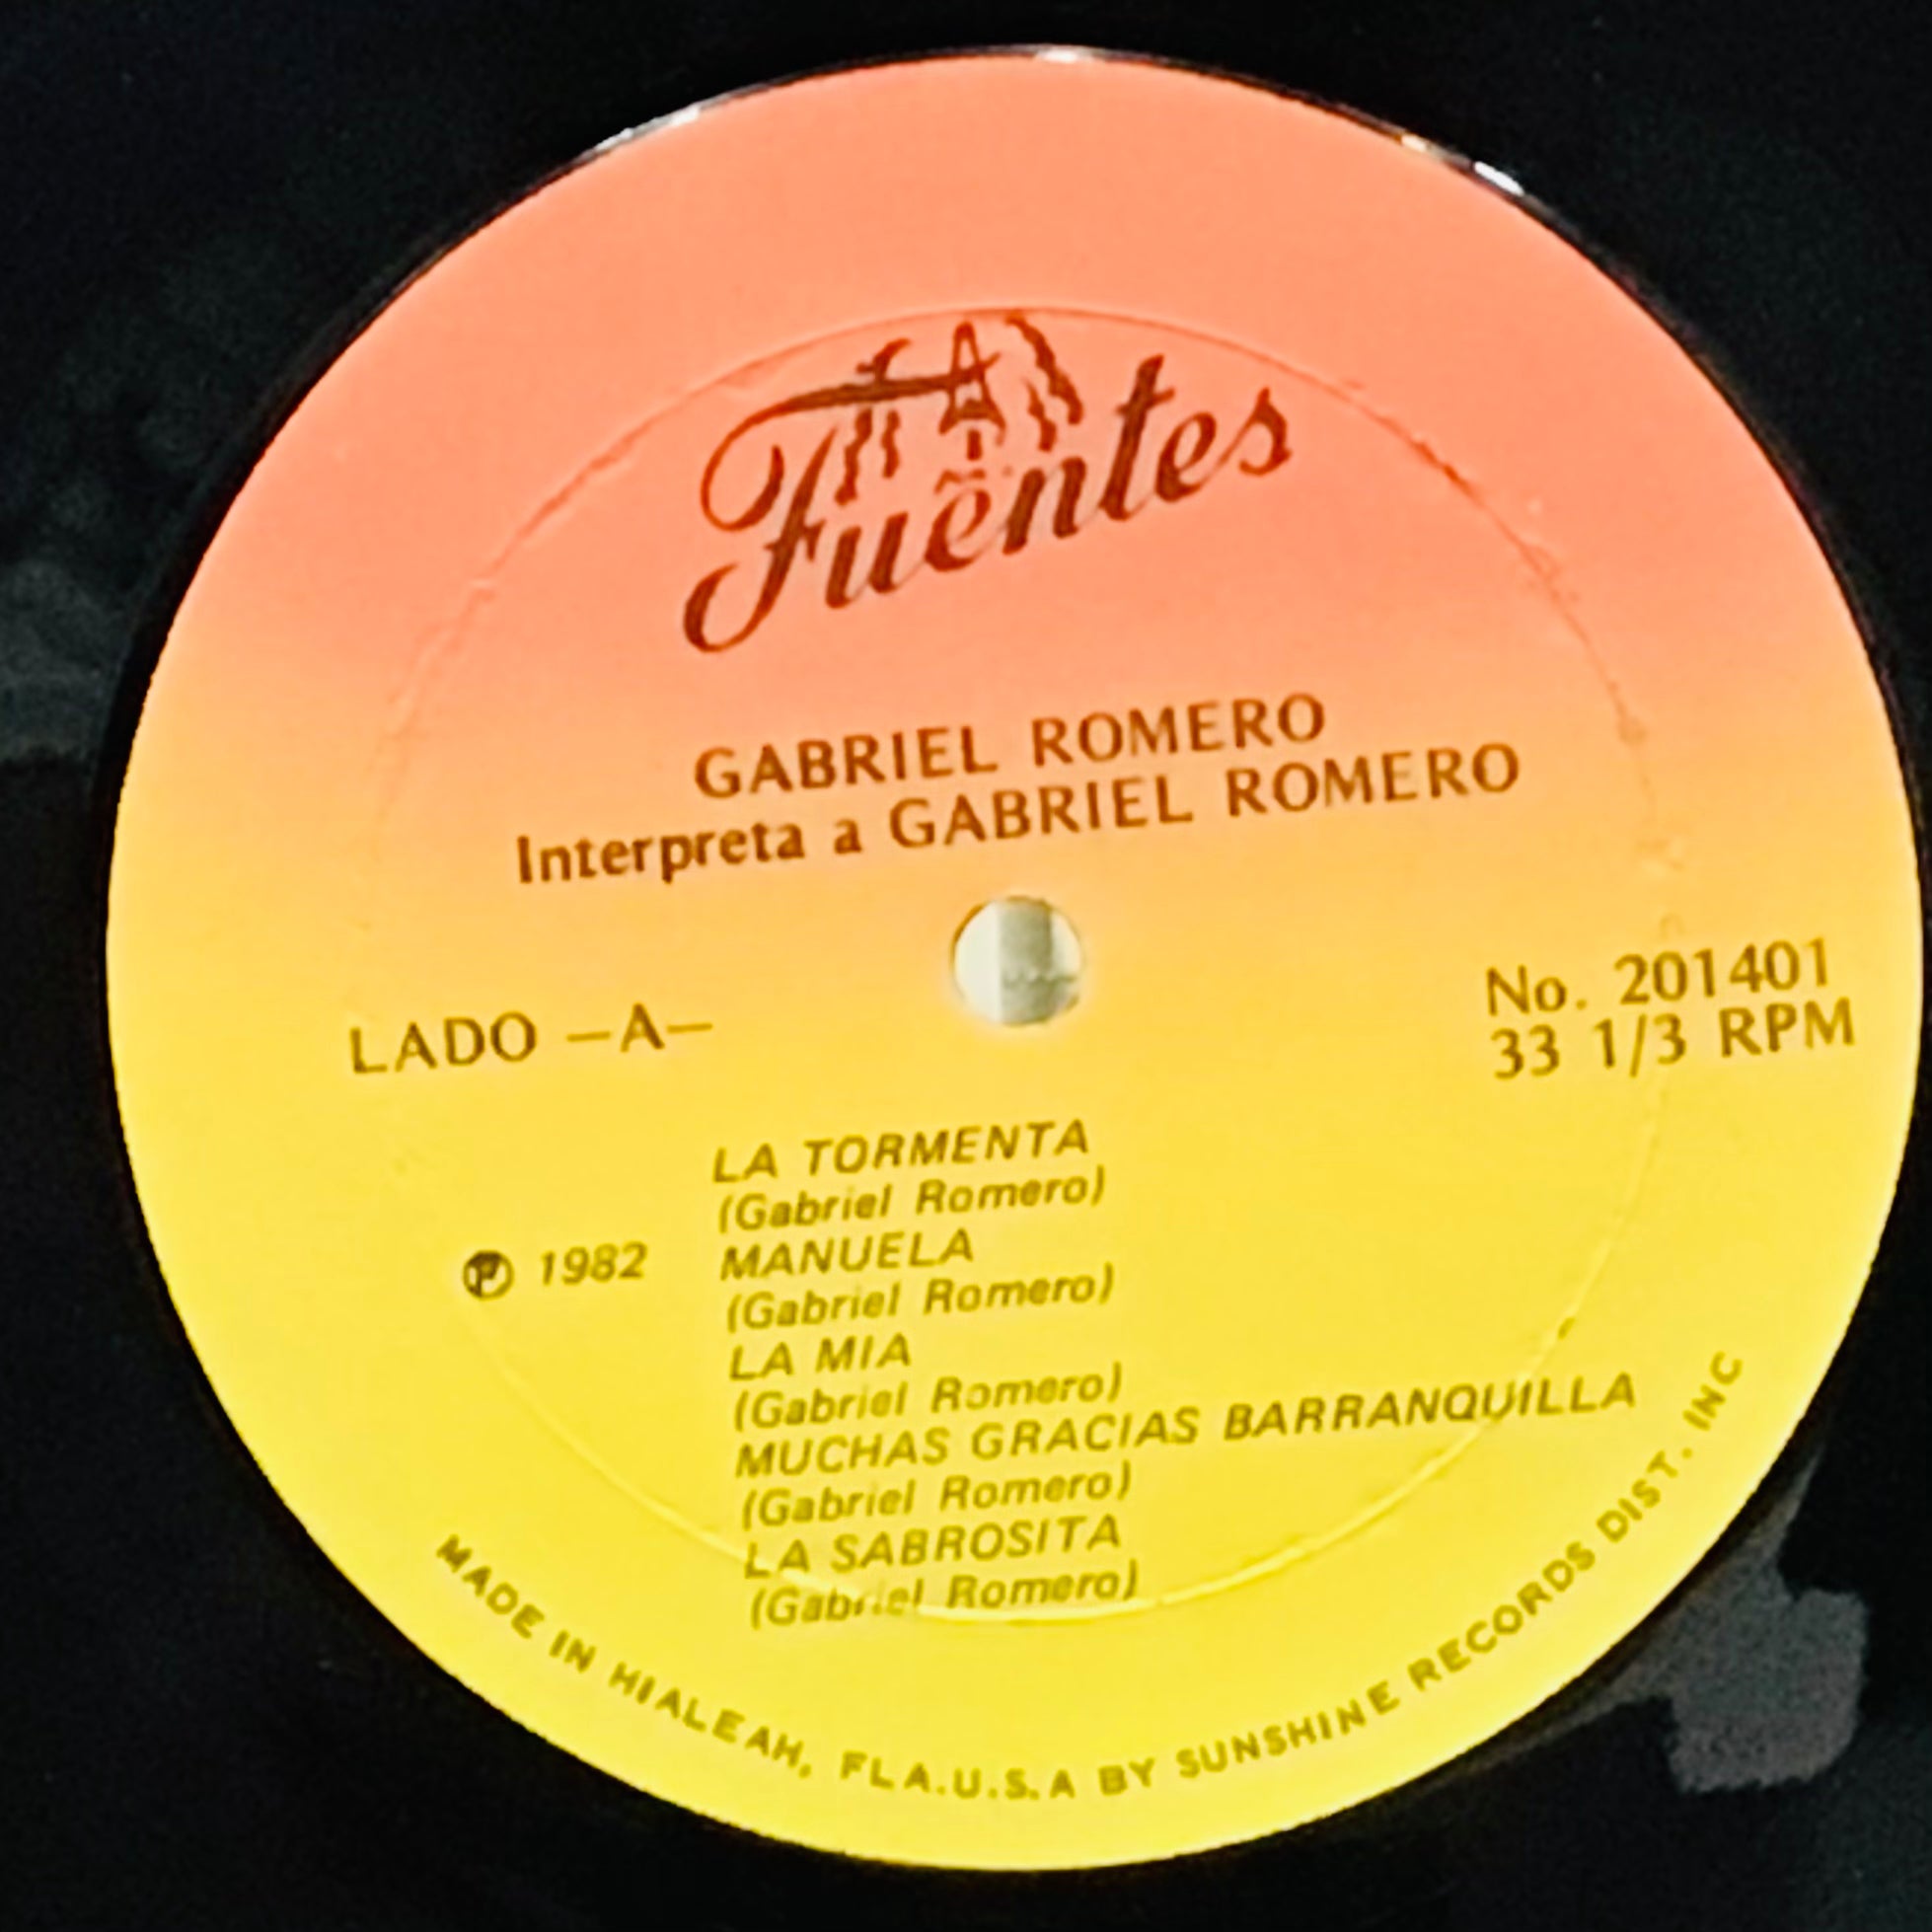 Fuentes
GABRIEL ROMERO
Interpreta a GABRIEL ROMERO
LADO —A—
No. 201401
33 1/3 RPM
LA TORMENTA
(Gabriel Romero)
℗ 1982
MANUELA
(Gabriel Romero)
LA MIA
(Gabriel Romero)
MUCHAS GRACIAS BARRANQUILLA
(Gabriel Romero)
LA SABROSITA
(Gabriel Romero)
MADE IN HIALEAH, FLA.U.S.A BY SUNSHINE RECORDS DIST. INC